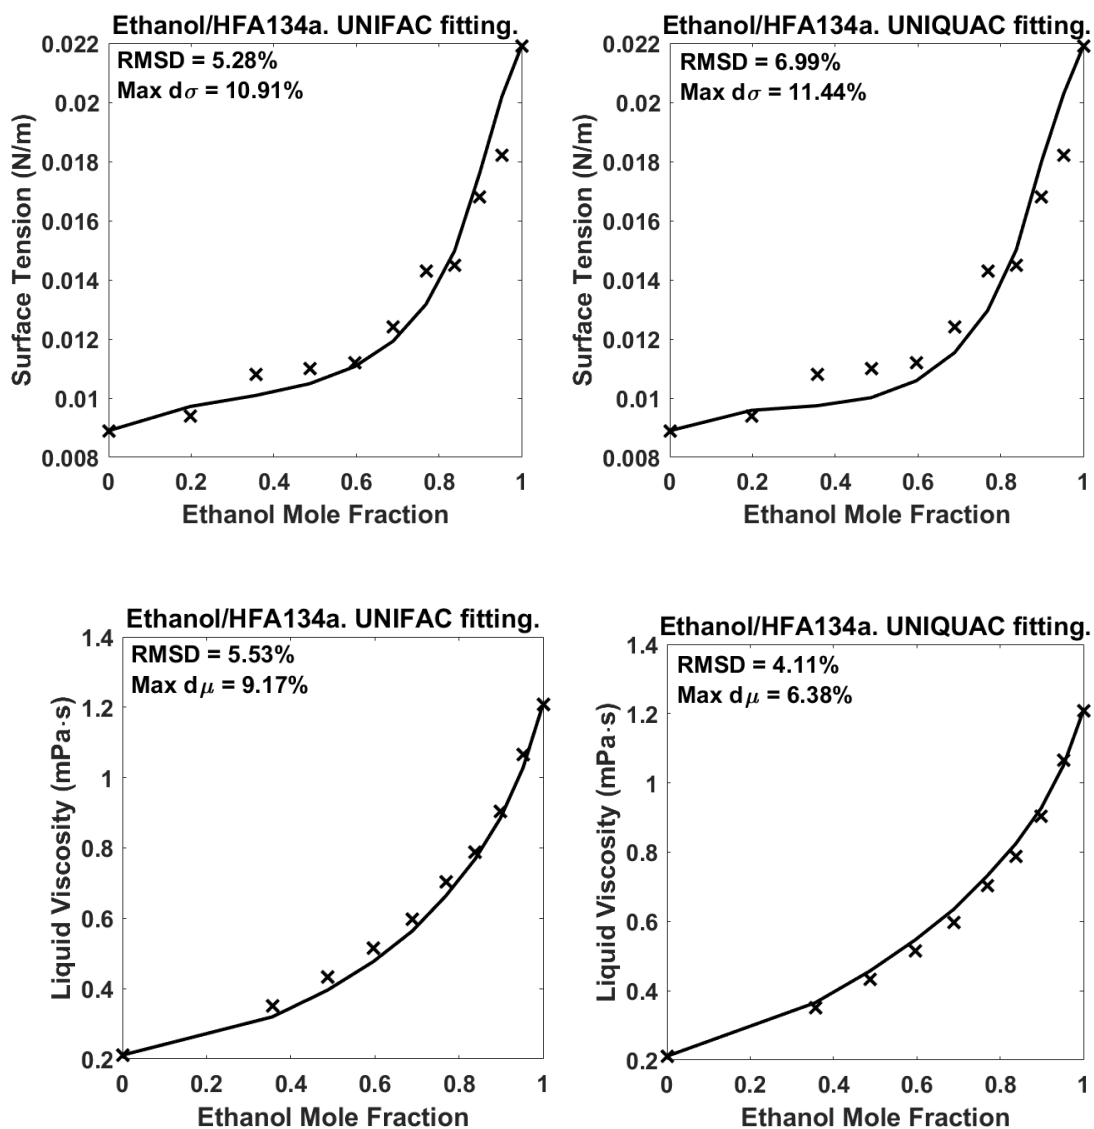 Ethanol/HFA134a. UNIFAC fitting.
RMSD = 5.28%
Max dσ = 10.91%
0.022
0.02
0.018
0.016
0.014
0.012
0.01
0.008
Surface Tension (N/m)
0
0.2
0.4
0.6
0.8
1
Ethanol Mole Fraction
Ethanol/HFA134a. UNIQUAC fitting.
RMSD = 6.99%
Max dσ = 11.44%
0.022
0.02
0.018
0.016
0.014
0.012
0.01
0.008
Surface Tension (N/m)
0
0.2
0.4
0.6
0.8
1
Ethanol Mole Fraction
Ethanol/HFA134a. UNIFAC fitting.
RMSD = 5.53%
Max dμ = 9.17%
1.4
1.2
1
0.8
0.6
0.4
0.2
Liquid Viscosity (mPa·s)
0
0.2
0.4
0.6
0.8
1
Ethanol Mole Fraction
Ethanol/HFA134a. UNIQUAC fitting.
RMSD = 4.11%
Max dμ = 6.38%
1.4
1.2
1
0.8
0.6
0.4
0.2
Liquid Viscosity (mPa·s)
0
0.2
0.4
0.6
0.8
1
Ethanol Mole Fraction